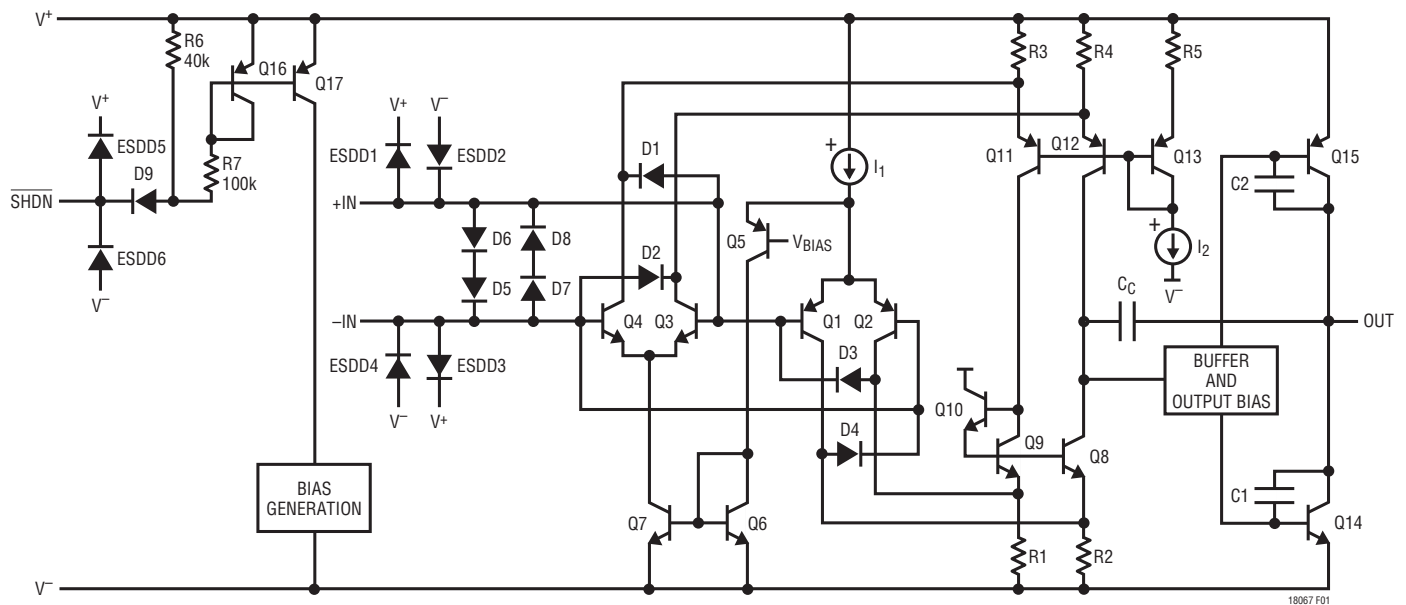 V+
R6
40k
Q16
Q17
R3
R4
R5
V+
ESDD5
D9
R7
100k
SHDN
ESDD6
V–
V+
V–
ESDD1
ESDD2
D1
+IN
D6
D8
D5
D7
D2
–IN
Q4
Q3
ESDD4
ESDD3
V–
V+
I1
Q5
VBIAS
Q1
Q2
D3
D4
Q11
Q12
Q13
I2
V–
CC
Q15
C2
OUT
BUFFER
AND
OUTPUT BIAS
Q10
Q9
Q8
C1
Q14
BIAS
GENERATION
Q7
Q6
R1
R2
V–
18067 F01
+
+